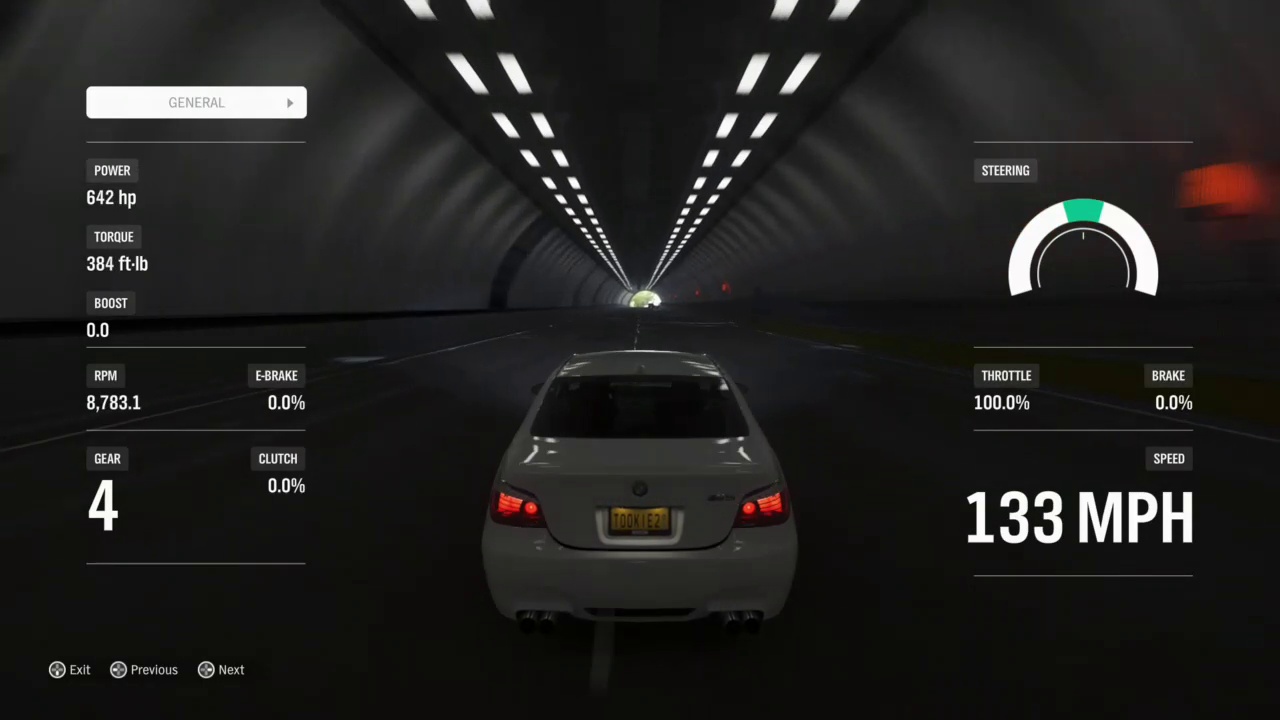 GENERAL
POWER
642 hp
TORQUE
384 ft·lb
BOOST
0.0
RPM
8,783.1
E-BRAKE
0.0%
GEAR
4
CLUTCH
0.0%
STEERING
THROTTLE
100.0%
BRAKE
0.0%
SPEED
133 MPH
TOOKIE2
Exit
Previous
Next